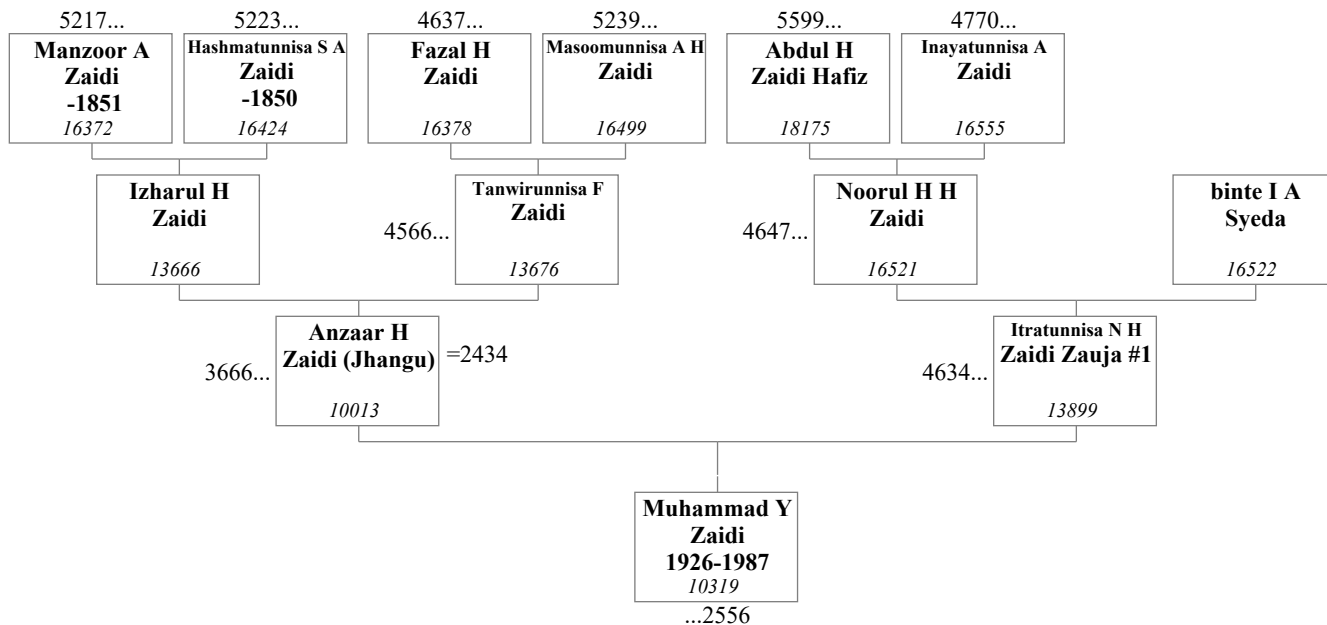 5217...
5223...
4637...
5239...
5599...
4770...
Manzoor A
Zaidi
-1851
16372
Hashmatunnisa S A
Zaidi
-1850
16424
Fazal H
Zaidi
16378
Masoomunnisa A H
Zaidi
16499
Abdul H
Zaidi Hafiz
18175
Inayatunnisa A
Zaidi
16555
Izharul H
Zaidi
13666
4566...
Tanwirunnisa F
Zaidi
13676
4647...
Noorul H H
Zaidi
16521
binte I A
Syeda
16522
3666...
Anzaar H
Zaidi (Jhangu)
10013
=2434
4634...
Itratunnisa N H
Zaidi Zauja #1
13899
Muhammad Y
Zaidi
1926-1987
10319
...2556